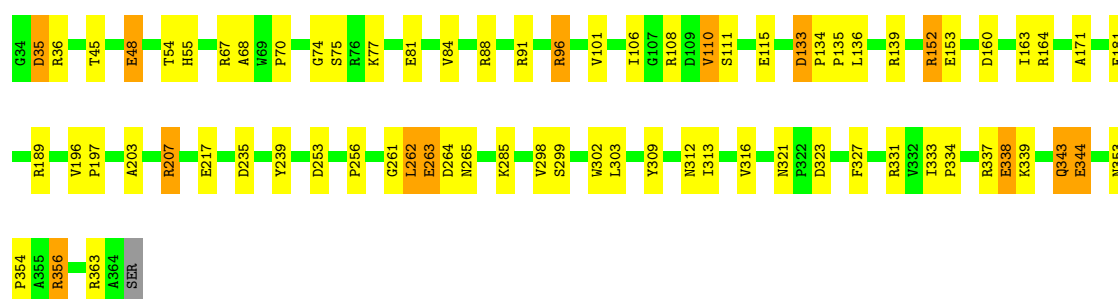 G34 D35 R36 T45 E48 T54 H55 R67 A68 W69 P70 G74 S75 R76 K77 E81 V84 R88 R91 R96 V101 I106 G107 R108 D109 V110 S111 E115 D133 P134 P135 L136 R139 R152 E153 D160 I163 R164 A171
R189 V196 P197 A203 R207 E217 D235 Y239 D253 P256 G261 L262 E263 D264 N265 K285 V298 S299 W302 L303 Y309 N312 I313 V316 N321 P322 D323 F327 R331 V332 I333 P334 R337 E338 K339 Q343 E344 N353
P354 A355 R356 R363 A364 SER